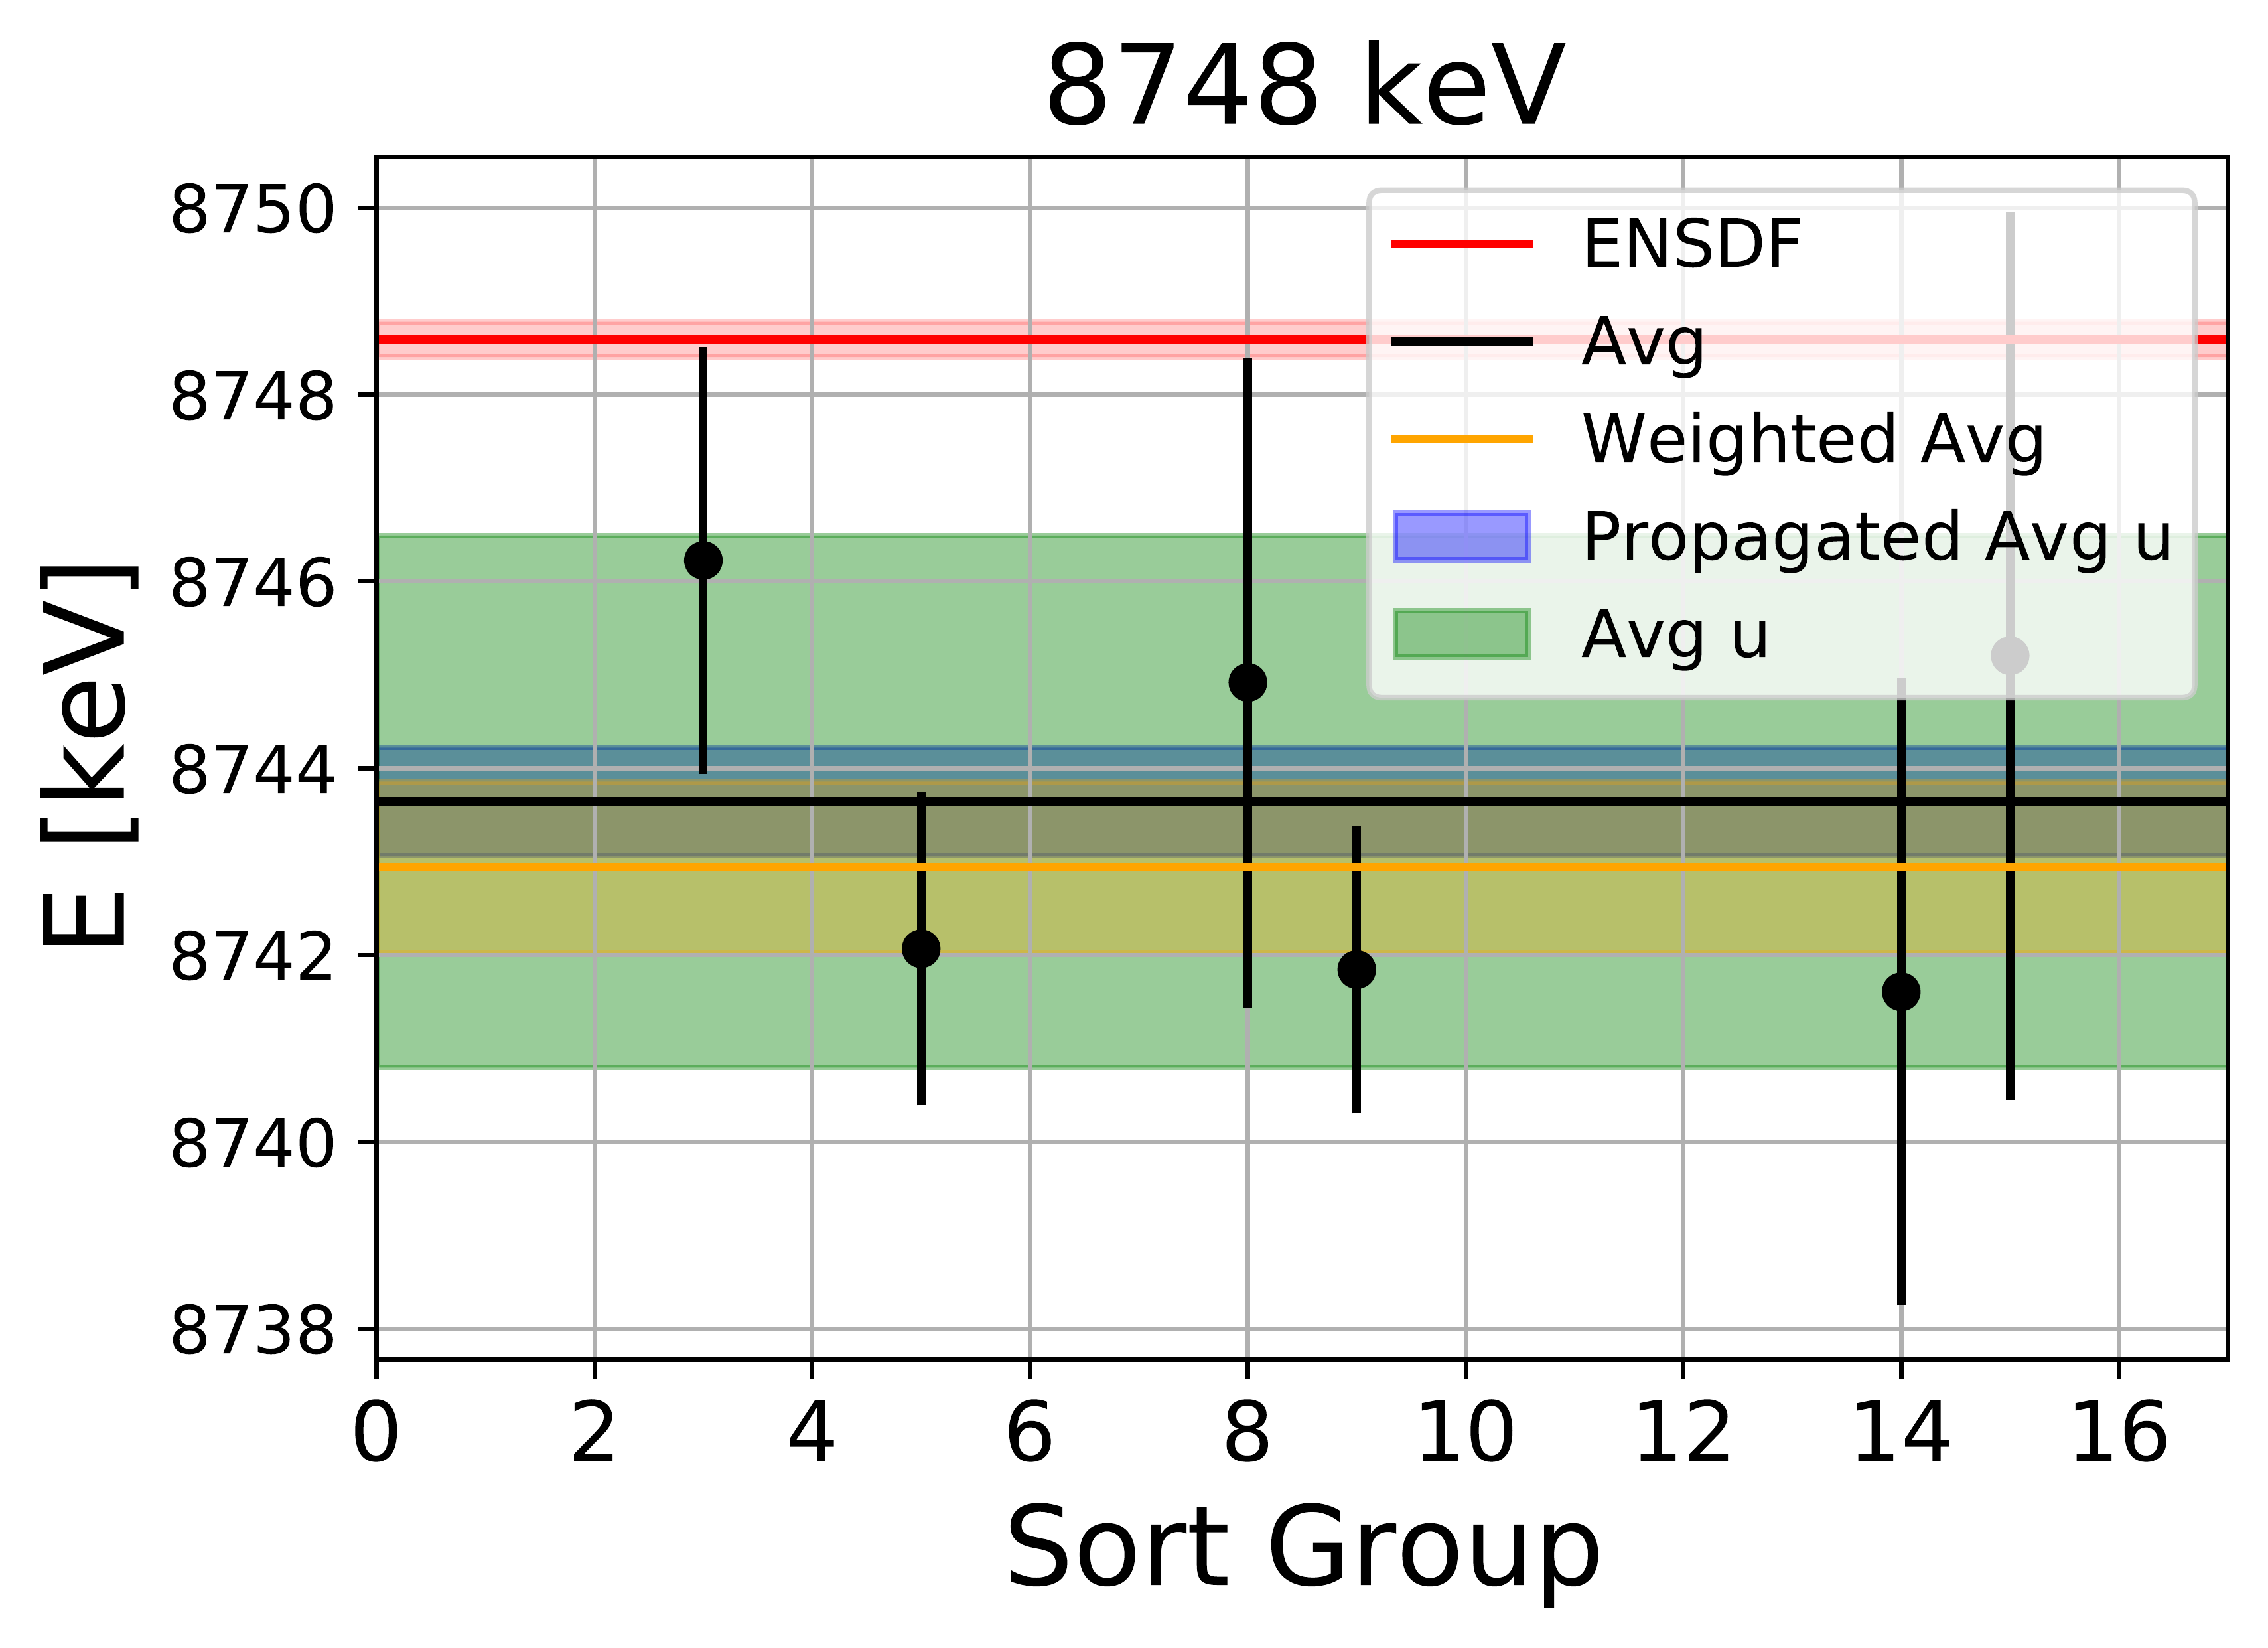 8748 keV
E [keV]
8750
8748
8746
8744
8742
8740
8738
ENSDF
Avg
Weighted Avg
Propagated Avg u
Avg u
0 2 4 6 8 10 12 14 16
Sort Group